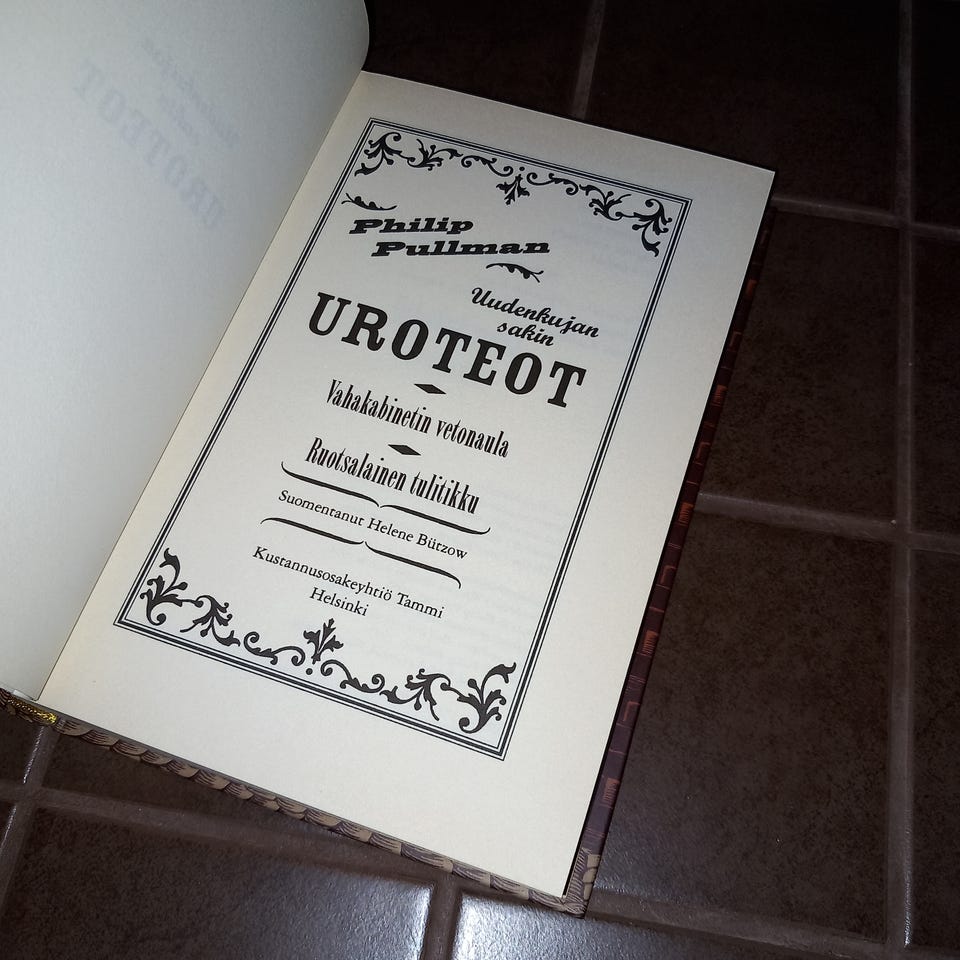 Philip
Pullman
Uudenkujan
sakin
UROTEOT
Vahakabinetin vetonaula
Ruotsalainen tulitikku
Suomentanut Helene Bützow
Kustannusosakeyhtiö Tammi
Helsinki